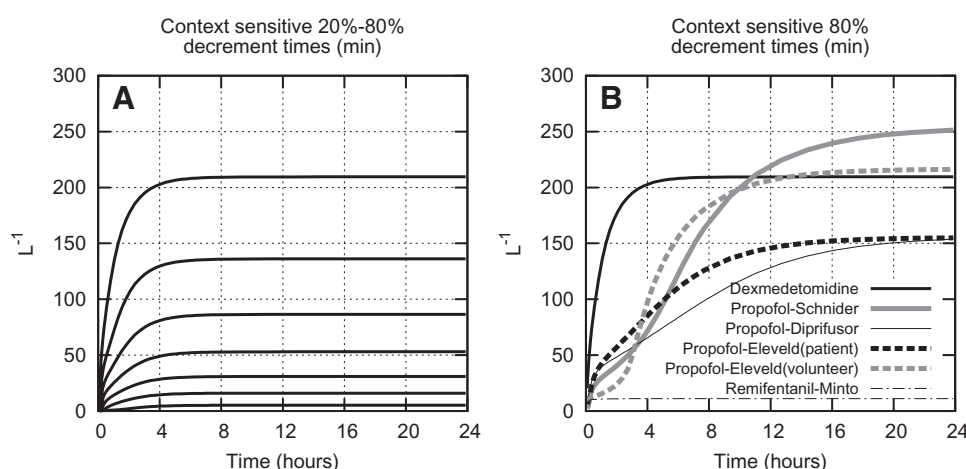 Context sensitive 20%-80%
decrement times (min)
A
300
250
200
150
100
50
0
L-1
0 4 8 12 16 20 24
Time (hours)
Context sensitive 80%
decrement times (min)
B
300
250
200
150
100
50
0
L-1
Dexmedetomidine
Propofol-Schnider
Propofol-Diprifusor
Propofol-Eleveld(patient)
Propofol-Eleveld(volunteer)
Remifentanil-Minto
0 4 8 12 16 20 24
Time (hours)